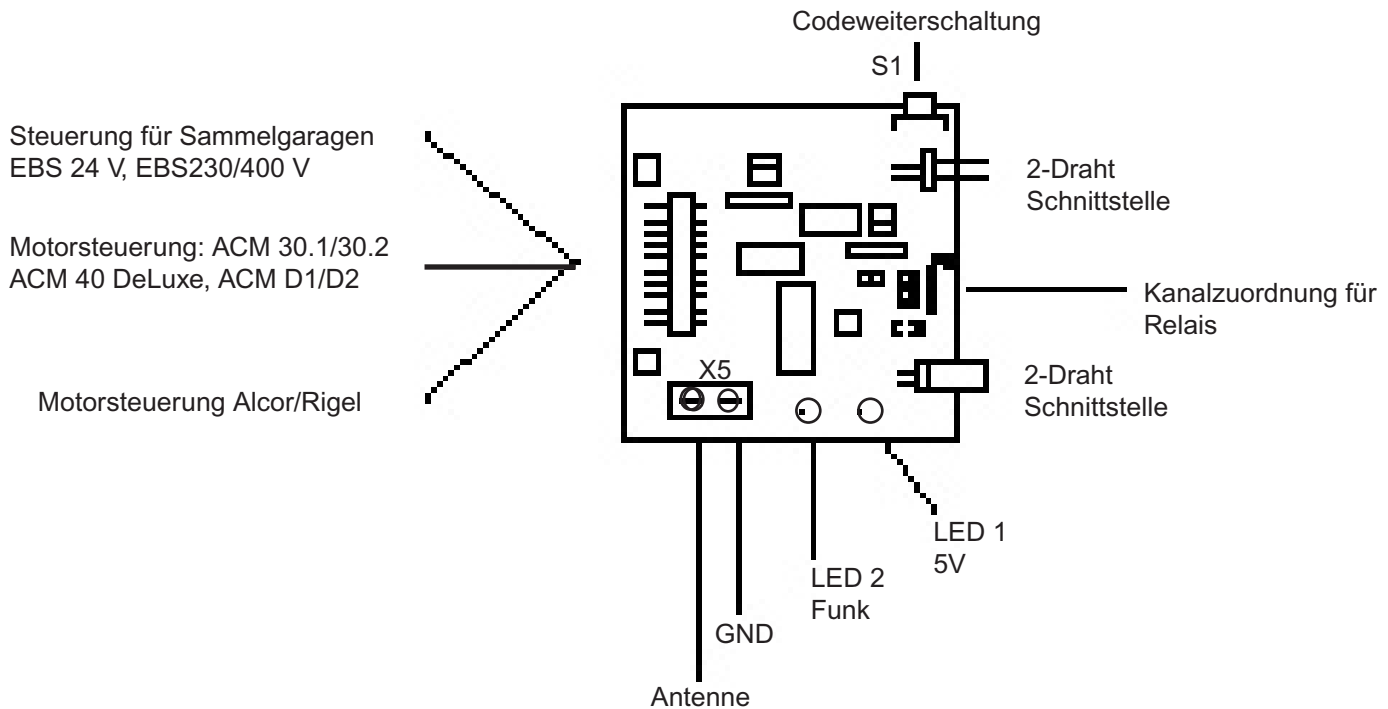 Codeweiterschaltung
S1
Steuerung für Sammelgaragen
EBS 24 V, EBS230/400 V
2-Draht
Schnittstelle
Motorsteuerung: ACM 30.1/30.2
ACM 40 DeLuxe, ACM D1/D2
Kanalzuordnung für
Relais
X5
2-Draht
Schnittstelle
Motorsteuerung Alcor/Rigel
LED 1
5V
LED 2
Funk
GND
Antenne